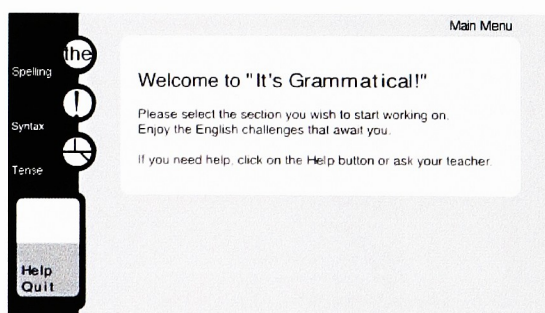 Main Menu
the
Spelling
!
Syntax
Tense
Welcome to "It's Grammatical!"
Please select the section you wish to start working on.
Enjoy the English challenges that await you.
If you need help, click on the Help button or ask your teacher.
Help
Quit